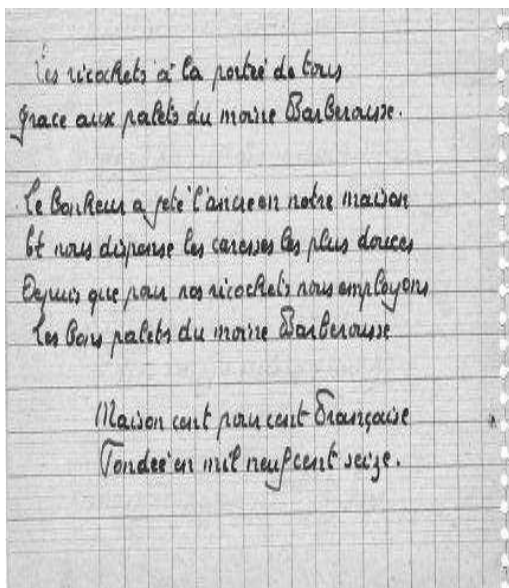 Les ricochets à la porté de tous
grace aux palets du moine Barberousse.
Le Bonheur a jeté l'ancre en notre maison
Et nous dispense les caresses les plus douces
Depuis que pour nos ricochets nous employons
Les bons palets du moine Barberousse
Maison cent pour cent Française
Fondée en mil neuf cent seize.